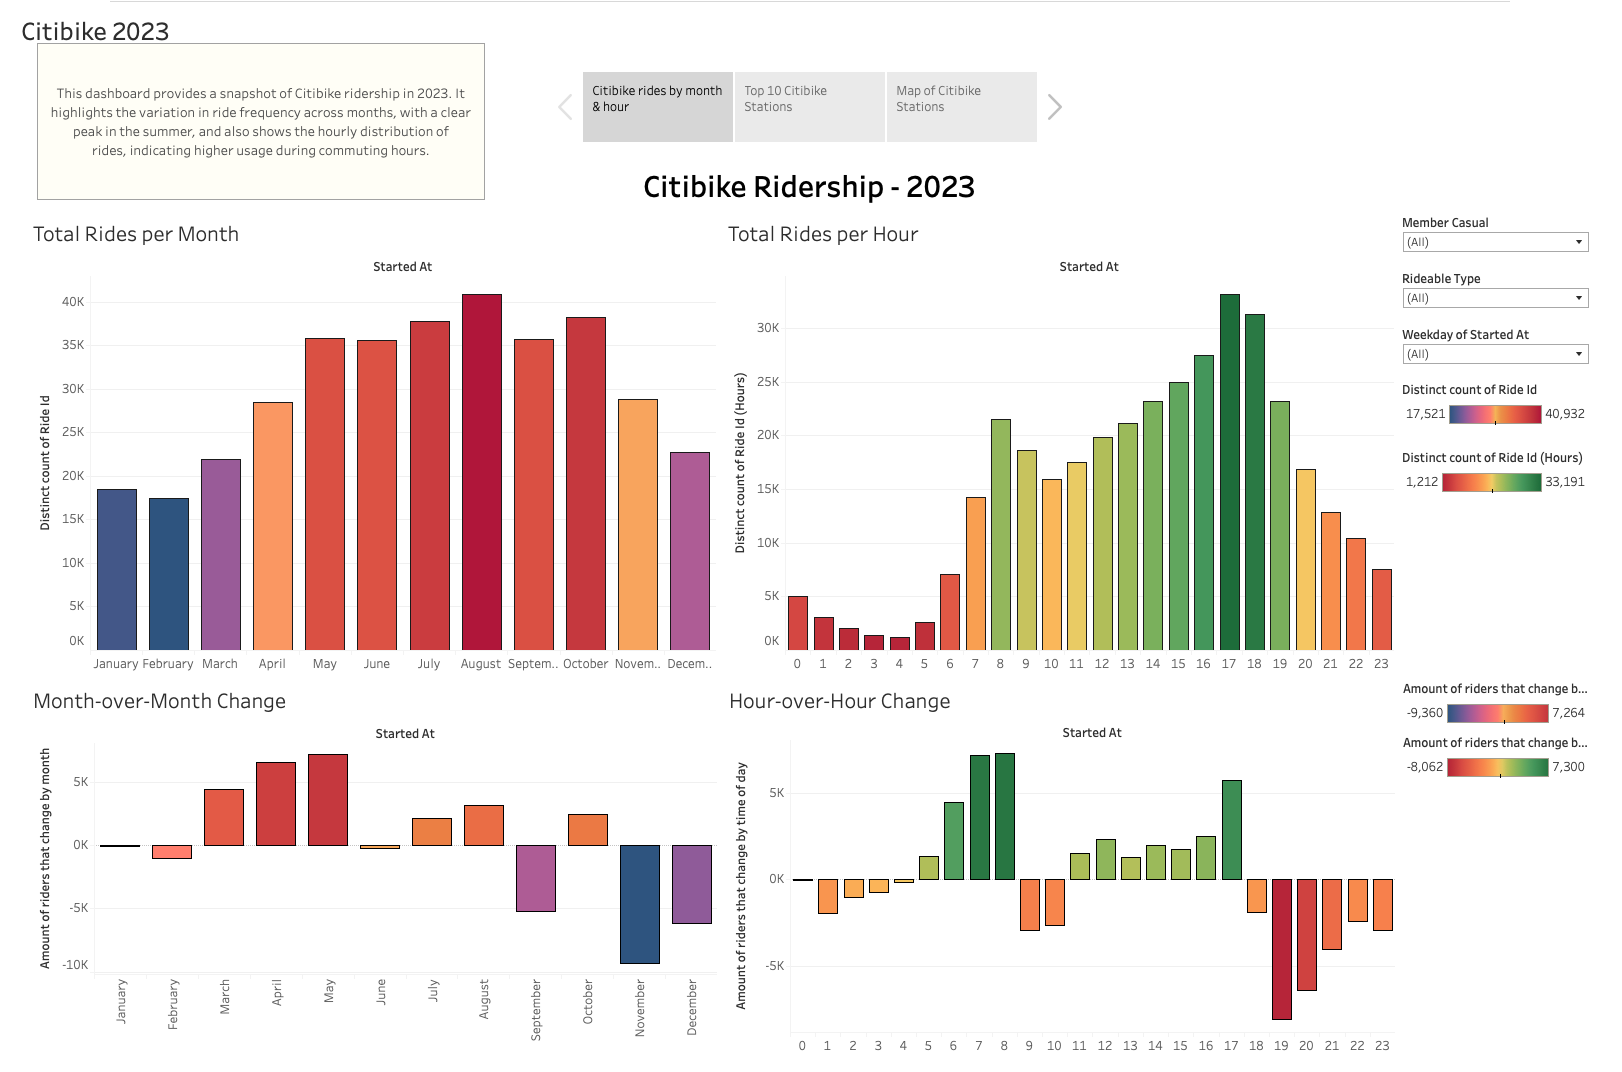 Citibike 2023
This dashboard provides a snapshot of Citibike ridership in 2023. It
highlights the variation in ride frequency across months, with a clear
peak in the summer, and also shows the hourly distribution of
rides, indicating higher usage during commuting hours.
Citibike rides by month
& hour
Top 10 Citibike
Stations
Map of Citibike
Stations
Citibike Ridership - 2023
Total Rides per Month
Started At
Distinct count of Ride Id
40K
35K
30K
25K
20K
15K
10K
5K
0K
January February March April May June July August Septem.. October Novem.. Decem..
Total Rides per Hour
Started At
Distinct count of Ride Id (Hours)
30K
25K
20K
15K
10K
5K
0K
0 1 2 3 4 5 6 7 8 9 10 11 12 13 14 15 16 17 18 19 20 21 22 23
Member Casual
(All)
Rideable Type
(All)
Weekday of Started At
(All)
Distinct count of Ride Id
17,521 40,932
Distinct count of Ride Id (Hours)
1,212 33,191
Month-over-Month Change
Started At
Amount of riders that change by month
5K
0K
-5K
-10K
January February March April May June July August September October November December
Hour-over-Hour Change
Started At
Amount of riders that change by time of day
5K
0K
-5K
0 1 2 3 4 5 6 7 8 9 10 11 12 13 14 15 16 17 18 19 20 21 22 23
Amount of riders that change b...
-9,360 7,264
Amount of riders that change b...
-8,062 7,300